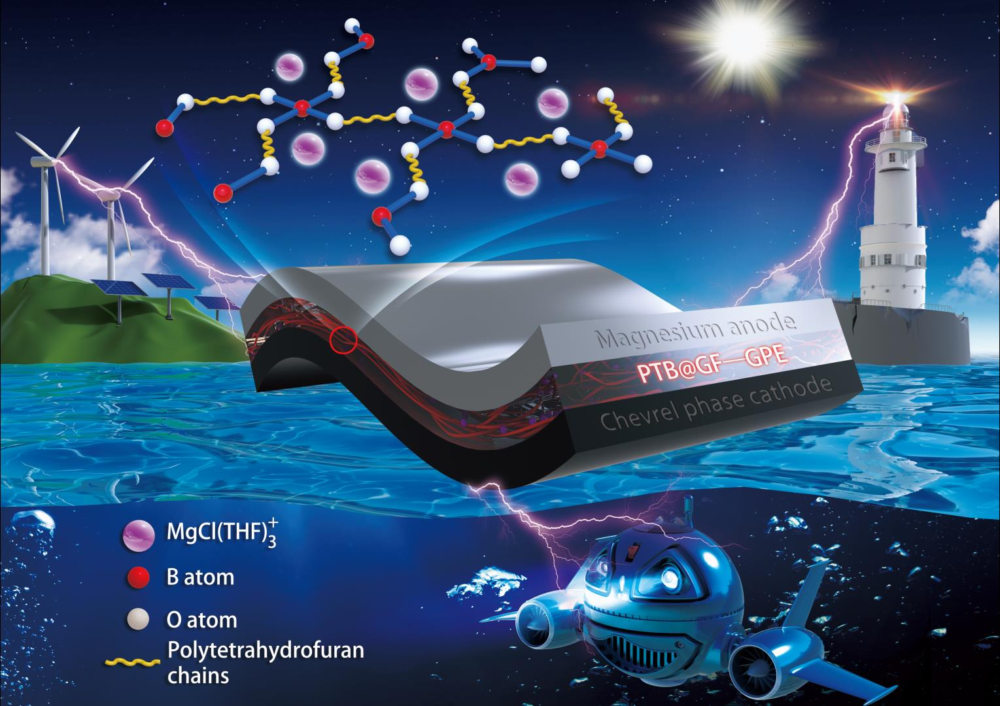 Magnesium anode
PTB@GF—GPE
Chevrel phase cathode
MgCl(THF)₃⁺
B atom
O atom
Polytetrahydrofuran
chains